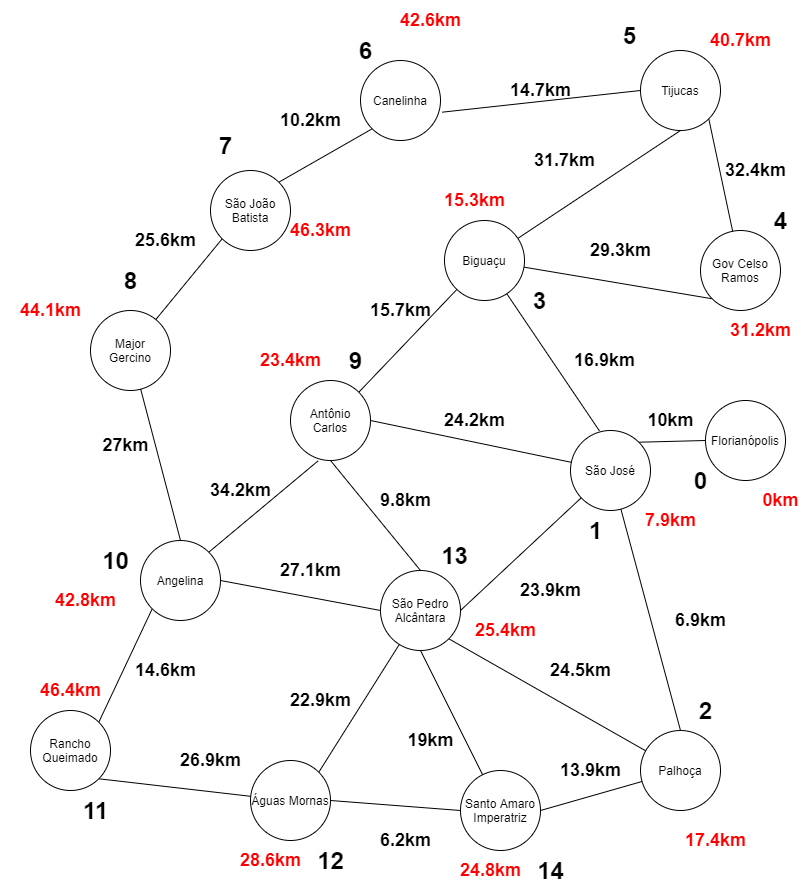 42.6km
5
40.7km
6
Canelinha
14.7km
Tijucas
10.2km
7
31.7km
32.4km
São João
Batista
15.3km
46.3km
25.6km
4
Biguaçu
29.3km
Gov Celso
Ramos
8
44.1km
3
15.7km
31.2km
Major
Gercino
23.4km
9
16.9km
Antônio
Carlos
24.2km
10km
Florianópolis
27km
São José
0
34.2km
9.8km
0km
7.9km
1
10
13
27.1km
Angelina
42.8km
São Pedro
Alcântara
23.9km
25.4km
6.9km
14.6km
24.5km
46.4km
22.9km
2
Rancho
Queimado
19km
26.9km
13.9km
Palhoça
11
Águas Mornas
Santo Amaro
Imperatriz
6.2km
17.4km
28.6km
12
24.8km
14